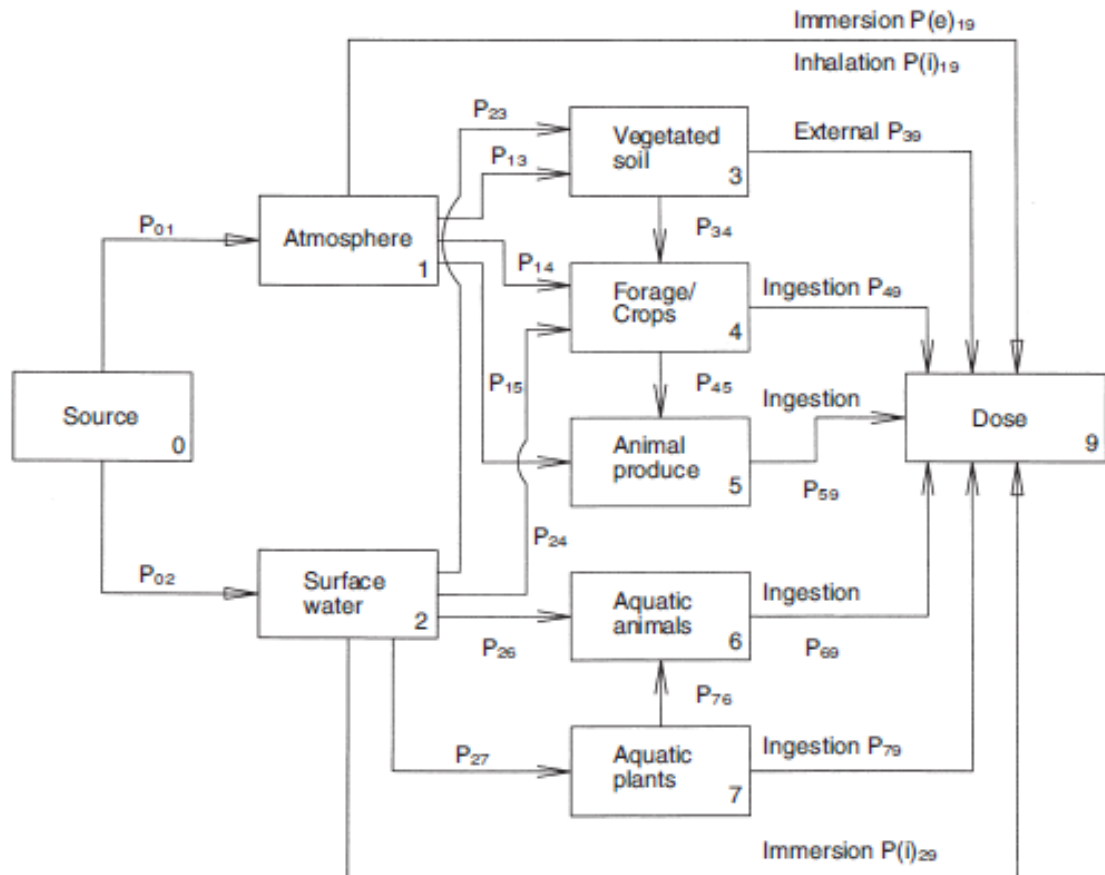 Immersion P(e)₁₉
Inhalation P(i)₁₉
P₂₃
Vegetated
soil
3
External P₃₉
P₁₃
P₀₁
Atmosphere
1
P₃₄
P₁₄
Forage/
Crops
4
Ingestion P₄₉
Source
0
P₁₅
P₄₅
Ingestion
Dose
9
Animal
produce
5
P₅₉
P₂₄
P₀₂
Surface
water
2
Aquatic
animals
6
Ingestion
P₂₆
P₆₉
P₇₆
P₂₇
Aquatic
plants
7
Ingestion P₇₉
Immersion P(i)₂₉